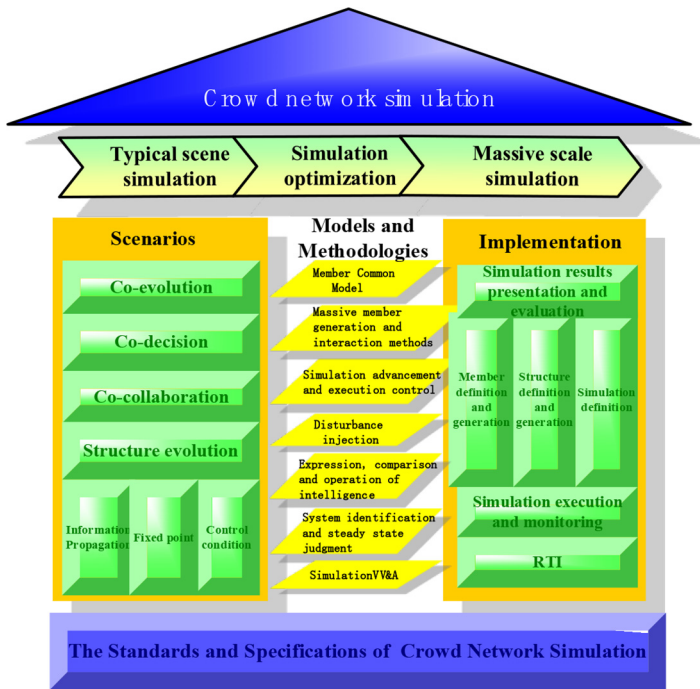 Crowd network simulation
Typical scene
simulation
Simulation
optimization
Massive scale
simulation
Scenarios
Co-evolution
Co-decision
Co-collaboration
Structure evolution
Information
Propagation
Fixed point
Control
condition
Models and
Methodologies
Member Common
Model
Massive member
generation and
interaction methods
Simulation advancement
and execution control
Disturbance
injection
Expression, comparison
and operation of
intelligence
System identification
and steady state
judgment
SimulationVV&A
Implementation
Simulation results
presentation and
evaluation
Member
definition and
generation
Structure
definition and
generation
Simulation
definition
Simulation execution
and monitoring
RTI
The Standards and Specifications of Crowd Network Simulation